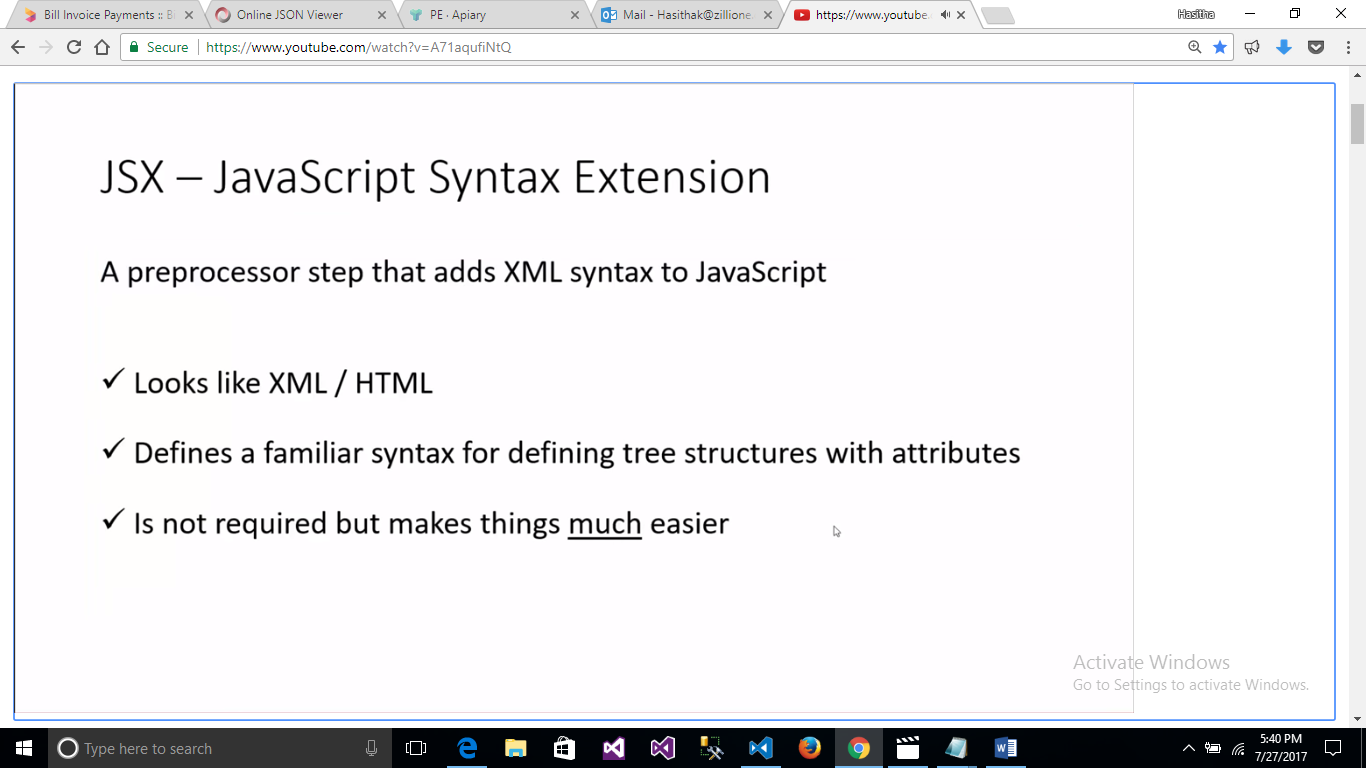 Bill Invoice Payments :: Bi
Online JSON Viewer
PE · Apiary
Mail - Hasithak@zillione.
https://www.youtube.
Hasitha
Secure
https://www.youtube.com/watch?v=A71aqufiNtQ
JSX – JavaScript Syntax Extension
A preprocessor step that adds XML syntax to JavaScript
✓ Looks like XML / HTML
✓ Defines a familiar syntax for defining tree structures with attributes
✓ Is not required but makes things much easier
Activate Windows
Go to Settings to activate Windows.
Type here to search
5:40 PM
7/27/2017